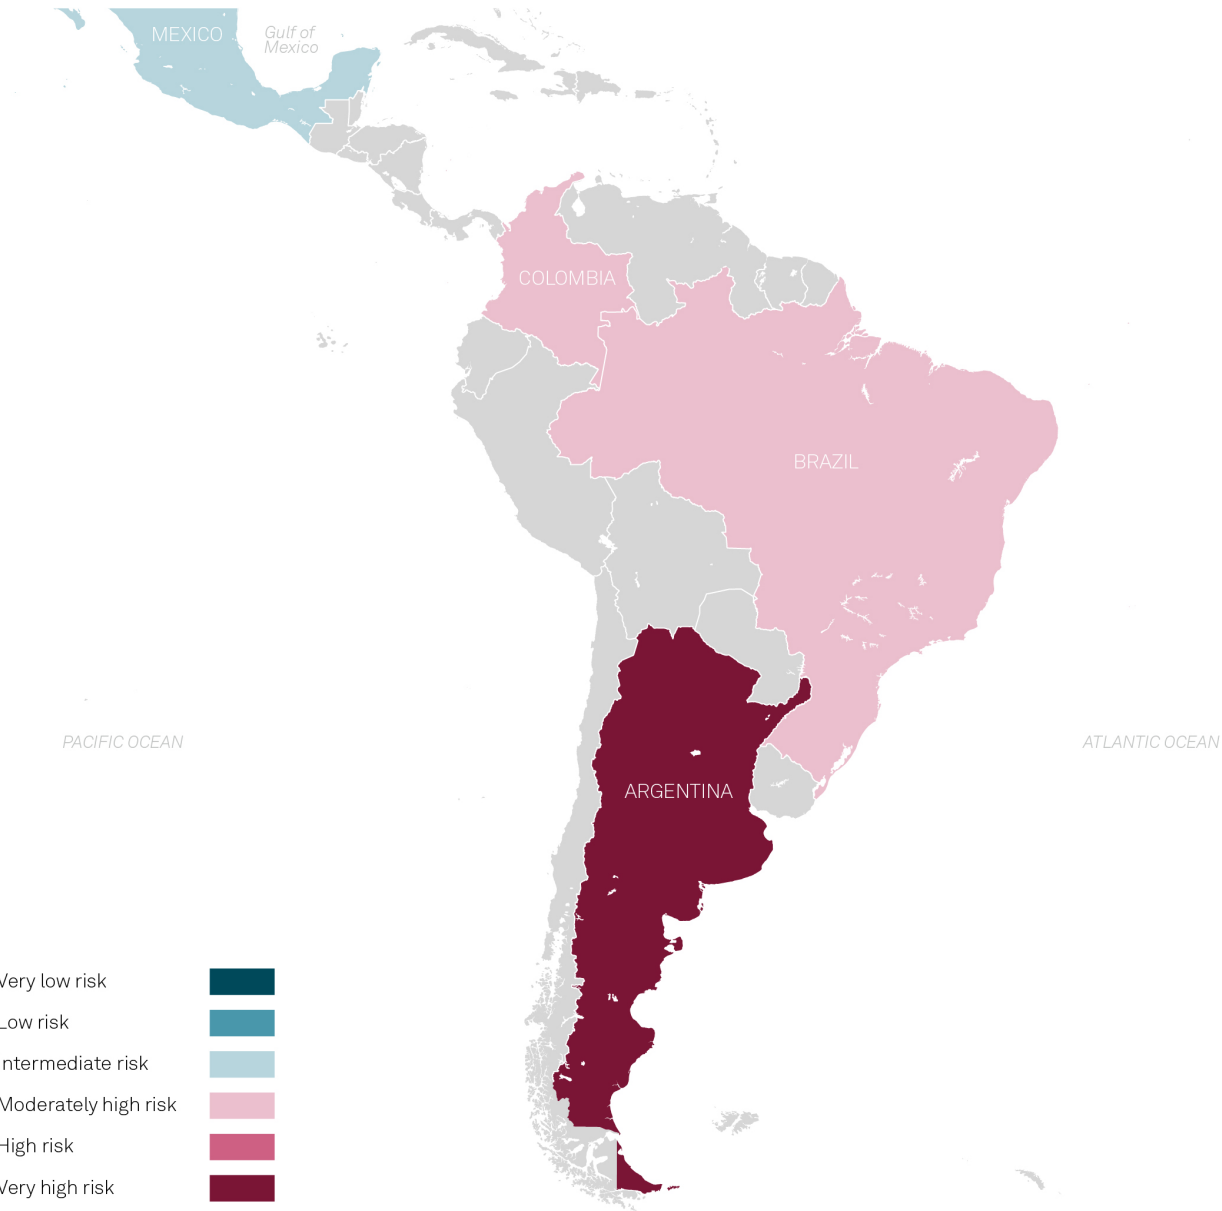 MEXICO
Gulf of
Mexico
COLOMBIA
BRAZIL
PACIFIC OCEAN
ATLANTIC OCEAN
ARGENTINA
Very low risk
Low risk
ntermediate risk
Moderately high risk
High risk
Very high risk